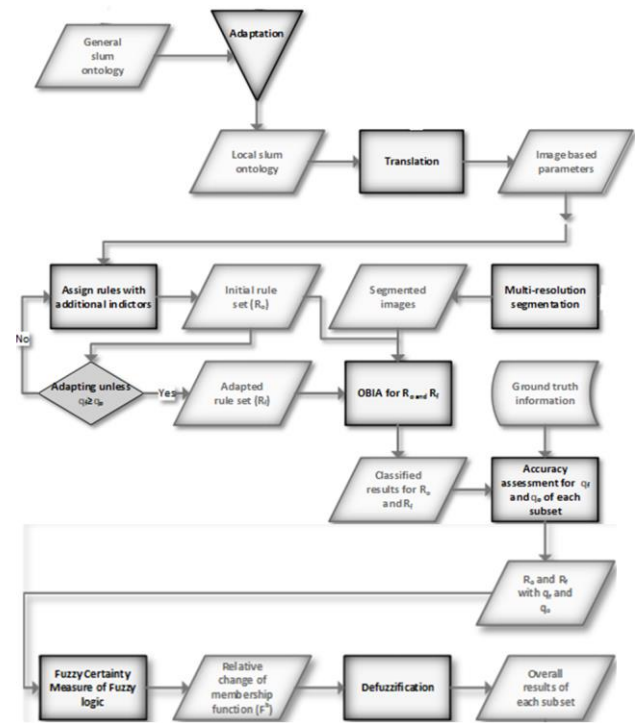 General
slum
ontology
Adaptation
Local slum
ontology
Translation
Image based
parameters
Assign rules with
additional indictors
Initial rule
set (Rₒ)
Segmented
images
Multi-resolution
segmentation
No
Adapting unless
Yes
Adapted
rule set (R_f)
OBIA for Rₒ and R_f
Ground truth
information
Classified
results for Rₒ
and R_f
Accuracy
assessment for q_f
and qₒ of each
subset
Rₒ and R_f
with qₒ and
qₒ
Fuzzy Certainty
Measure of Fuzzy
logic
Relative
change of
membership
function
Defuzzification
Overall
results of
each subset